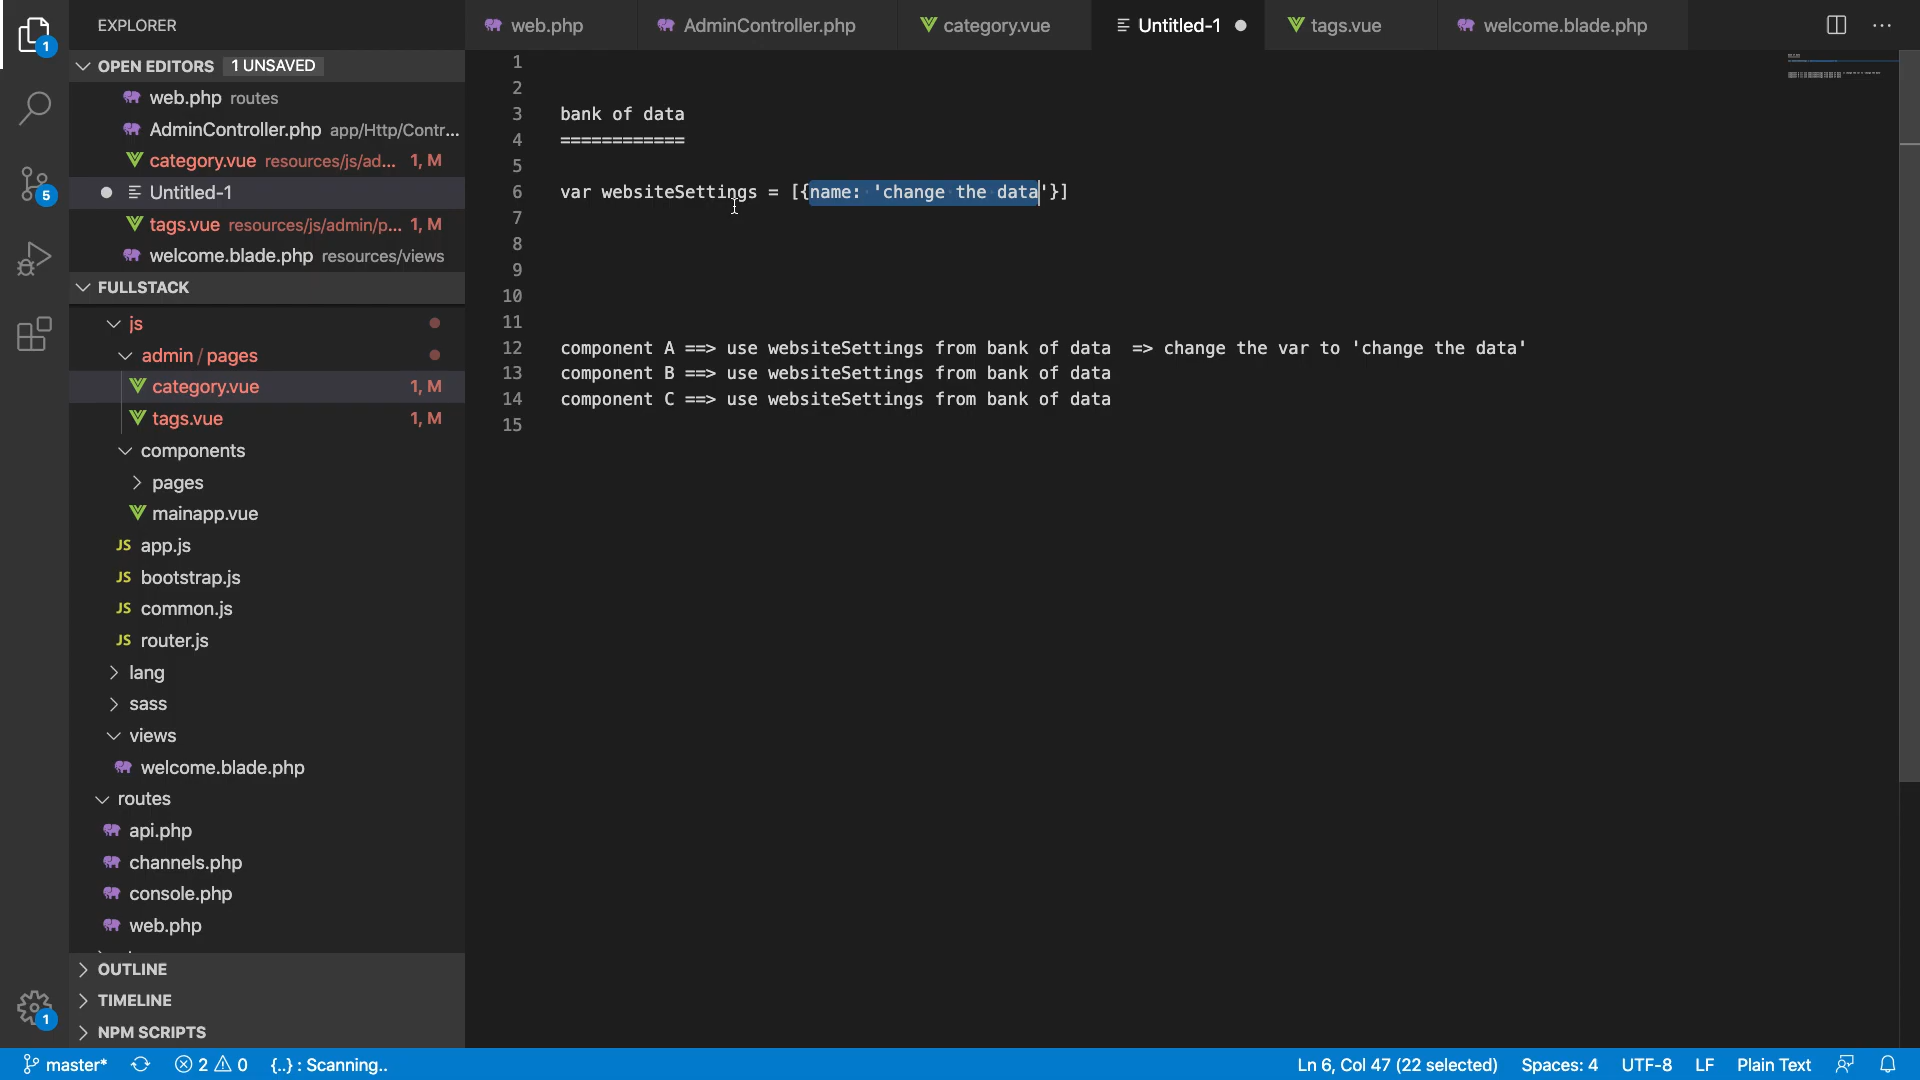 EXPLORER
web.php
AdminController.php
category.vue
Untitled-1
tags.vue
welcome.blade.php
1
OPEN EDITORS 1 UNSAVED
web.php routes
AdminController.php app/Http/Contr...
category.vue resources/js/ad... 1, M
Untitled-1
tags.vue resources/js/admin/p... 1, M
welcome.blade.php resources/views
5
FULLSTACK
js
admin / pages
category.vue 1, M
tags.vue 1, M
components
pages
mainapp.vue
JS app.js
JS bootstrap.js
JS common.js
JS router.js
lang
sass
views
welcome.blade.php
routes
api.php
channels.php
console.php
web.php
OUTLINE
TIMELINE
NPM SCRIPTS
1
1
2
3 bank of data
4 ============
5
6 var websiteSettings = [{name: 'change the data'}]
7
8
9
10
11
12 component A ==> use websiteSettings from bank of data => change the var to 'change the data'
13 component B ==> use websiteSettings from bank of data
14 component C ==> use websiteSettings from bank of data
15
master* 2 0 {..} : Scanning.. Ln 6, Col 47 (22 selected) Spaces: 4 UTF-8 LF Plain Text